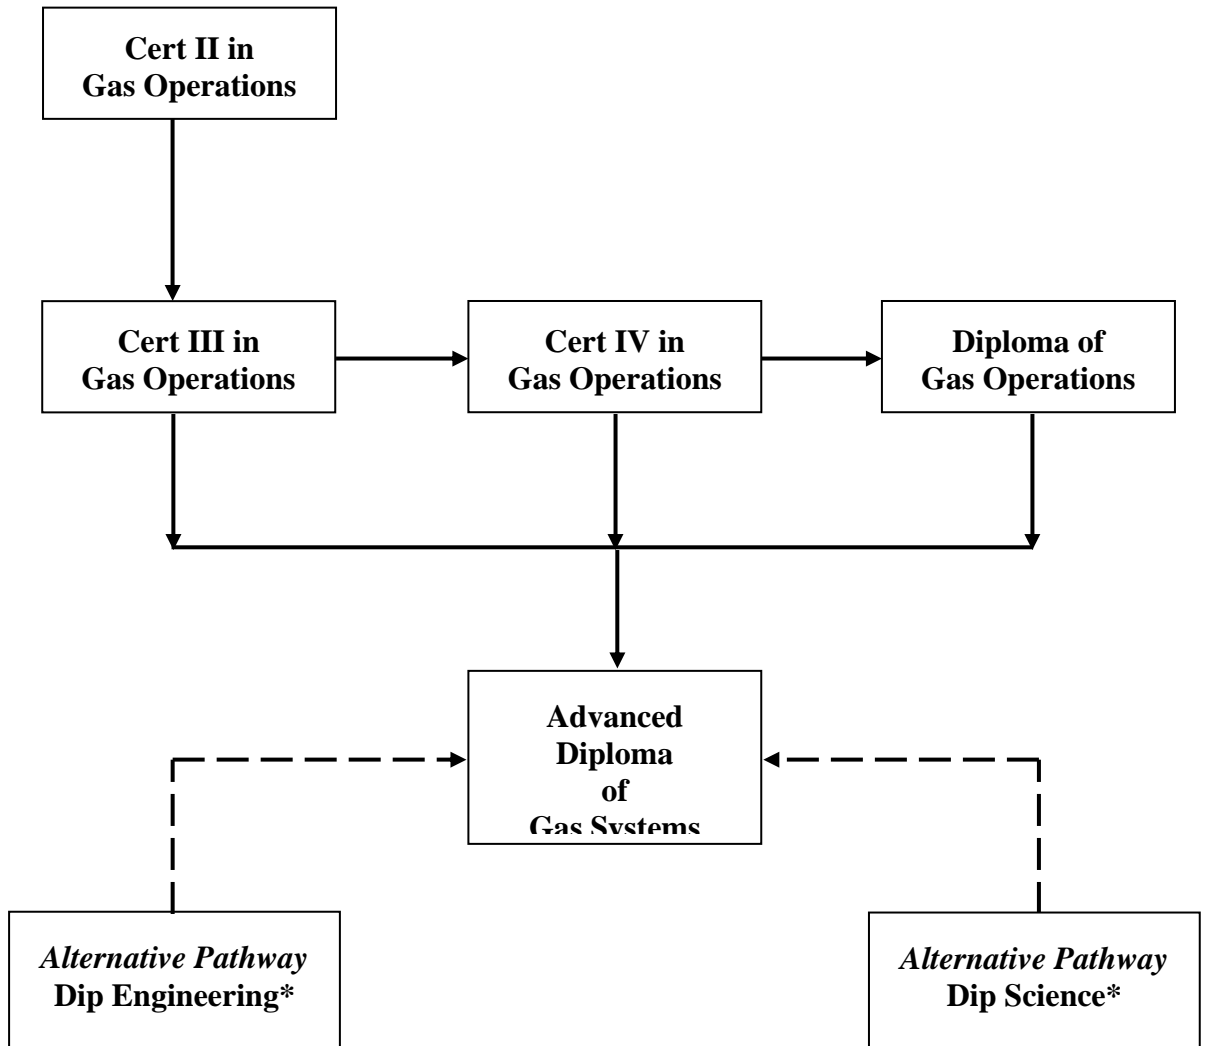 Cert II in
Gas Operations
Cert III in
Gas Operations
Cert IV in
Gas Operations
Diploma of
Gas Operations
Advanced
Diploma
of
Gas Systems
Alternative Pathway
Dip Engineering*
Alternative Pathway
Dip Science*